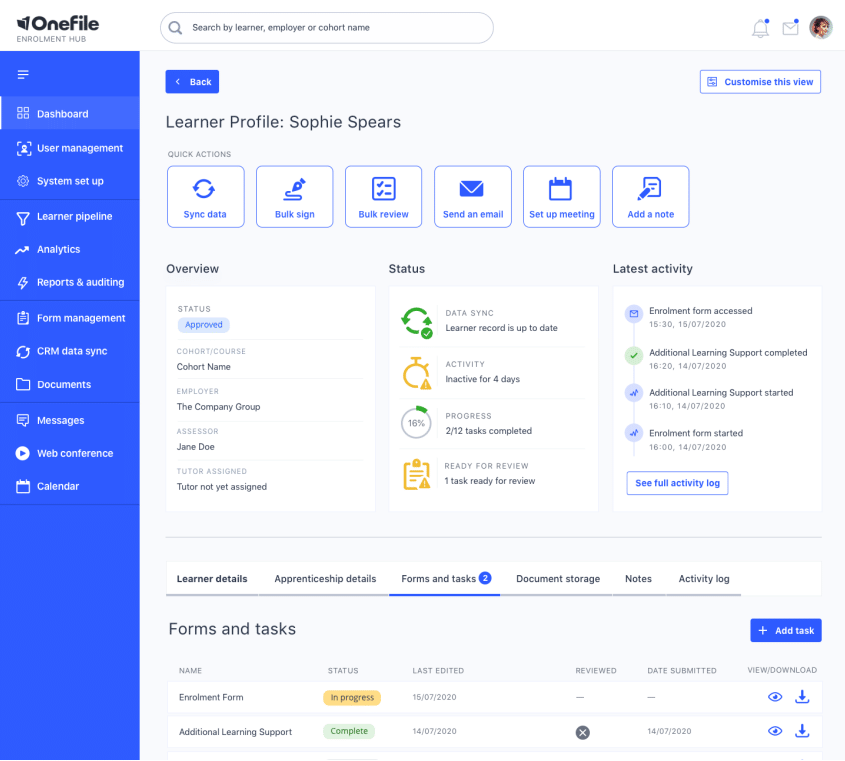 Onefile
ENROLMENT HUB
Search by learner, employer or cohort name
Dashboard
User management
System set up
Learner pipeline
Analytics
Reports & auditing
Form management
CRM data sync
Documents
Messages
Web conference
Calendar
Back
Customise this view
Learner Profile: Sophie Spears
QUICK ACTIONS
Sync data
Bulk sign
Bulk review
Send an email
Set up meeting
Add a note
Overview
STATUS
Approved
COHORT/COURSE
Cohort Name
EMPLOYER
The Company Group
ASSESSOR
Jane Doe
TUTOR ASSIGNED
Tutor not yet assigned
Status
DATA SYNC
Learner record is up to date
ACTIVITY
Inactive for 4 days
16%
PROGRESS
2/12 tasks completed
READY FOR REVIEW
1 task ready for review
Latest activity
Enrolment form accessed
15:30, 15/07/2020
Additional Learning Support completed
16:20, 14/07/2020
Additional Learning Support started
16:10, 14/07/2020
Enrolment form started
16:00, 14/07/2020
See full activity log
Learner details Apprenticeship details Forms and tasks 2 Document storage Notes Activity log
Forms and tasks
+ Add task
NAME STATUS LAST EDITED REVIEWED DATE SUBMITTED VIEW/DOWNLOAD
Enrolment Form In progress 15/07/2020 — —
Additional Learning Support Complete 14/07/2020 14/07/2020